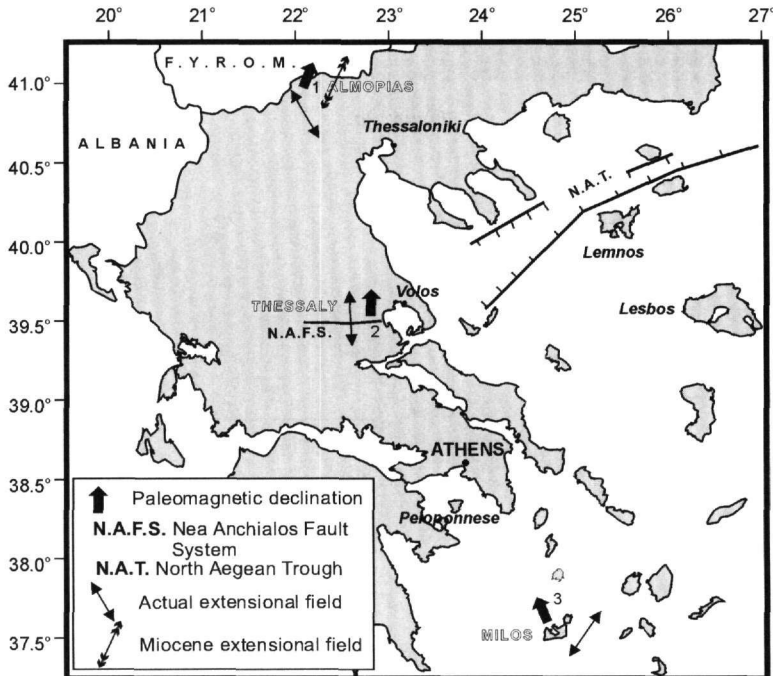 20° 21° 22° 23° 24° 25° 26° 27°
F.Y.R.O.M.
41.0°
1 ALMOPIAS
Thessaloniki
ALBANIA
40.5°
N.A.T.
40.0°
Lemnos
Volos
THESSALY
Lesbos
39.5°
N.A.F.S.
2
39.0°
ATHENS
38.5°
Paleomagnetic declination
Peloponnese
N.A.F.S. Nea Anchialos Fault
System
38.0°
N.A.T. North Aegean Trough
Actual extensional field
3
MILOS
37.5°
Miocene extensional field